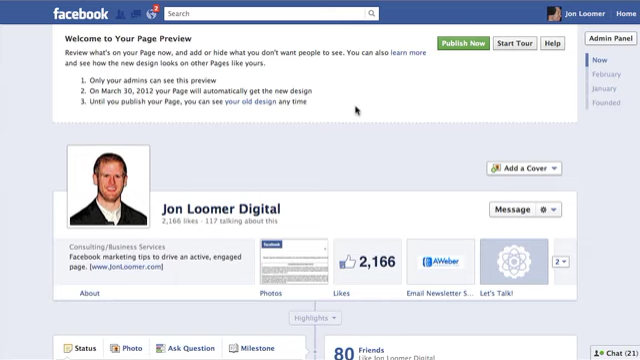 facebook
2
Search
Jon Loomer
Home
Welcome to Your Page Preview
Review what's on your Page now, and add or hide what you don't want people to see. You can also learn more
and see how the new design looks on other Pages like yours.
1. Only your admins can see this preview
2. On March 30, 2012 your Page will automatically get the new design
3. Until you publish your Page, you can see your old design any time
Publish Now
Start Tour
Help
Admin Panel
Now
February
January
Founded
Add a Cover
Jon Loomer Digital
2,166 likes · 117 talking about this
Message
Consulting/Business Services
Facebook marketing tips to drive an active, engaged
page. [www.JonLoomer.com]
2,166
AWeber
2
About
Photos
Likes
Email Newsletter S...
Let's Talk!
Highlights
Status
Photo
Ask Question
Milestone
80
Friends
Like Jon Loomer Digital
Chat (21)